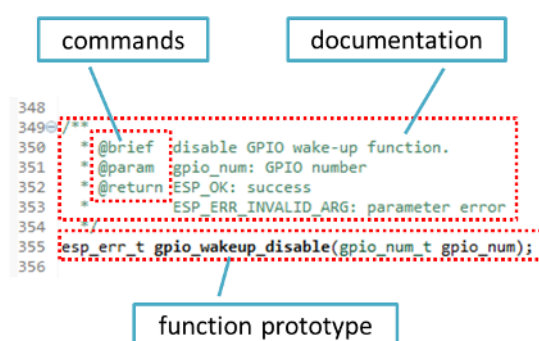 commands
documentation
348
349 /**
350 * @brief disable GPIO wake-up function.
351 * @param gpio_num: GPIO number
352 * @return ESP_OK: success
353 * ESP_ERR_INVALID_ARG: parameter error
354 */
355 esp_err_t gpio_wakeup_disable(gpio_num_t gpio_num);
356
function prototype